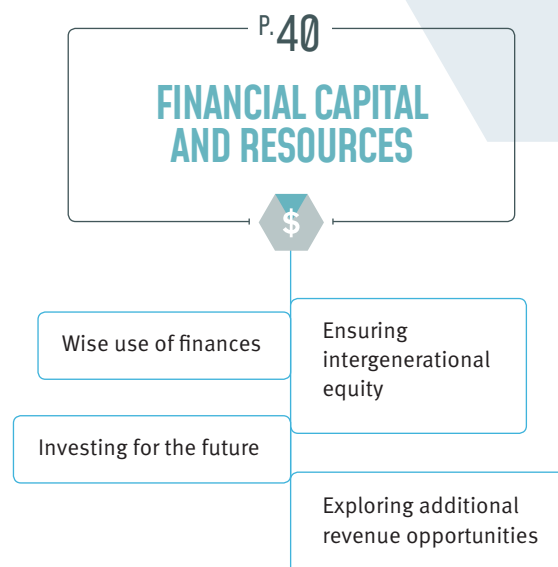 P.40
FINANCIAL CAPITAL
AND RESOURCES
$
Wise use of finances
Ensuring
intergenerational
equity
Investing for the future
Exploring additional
revenue opportunities